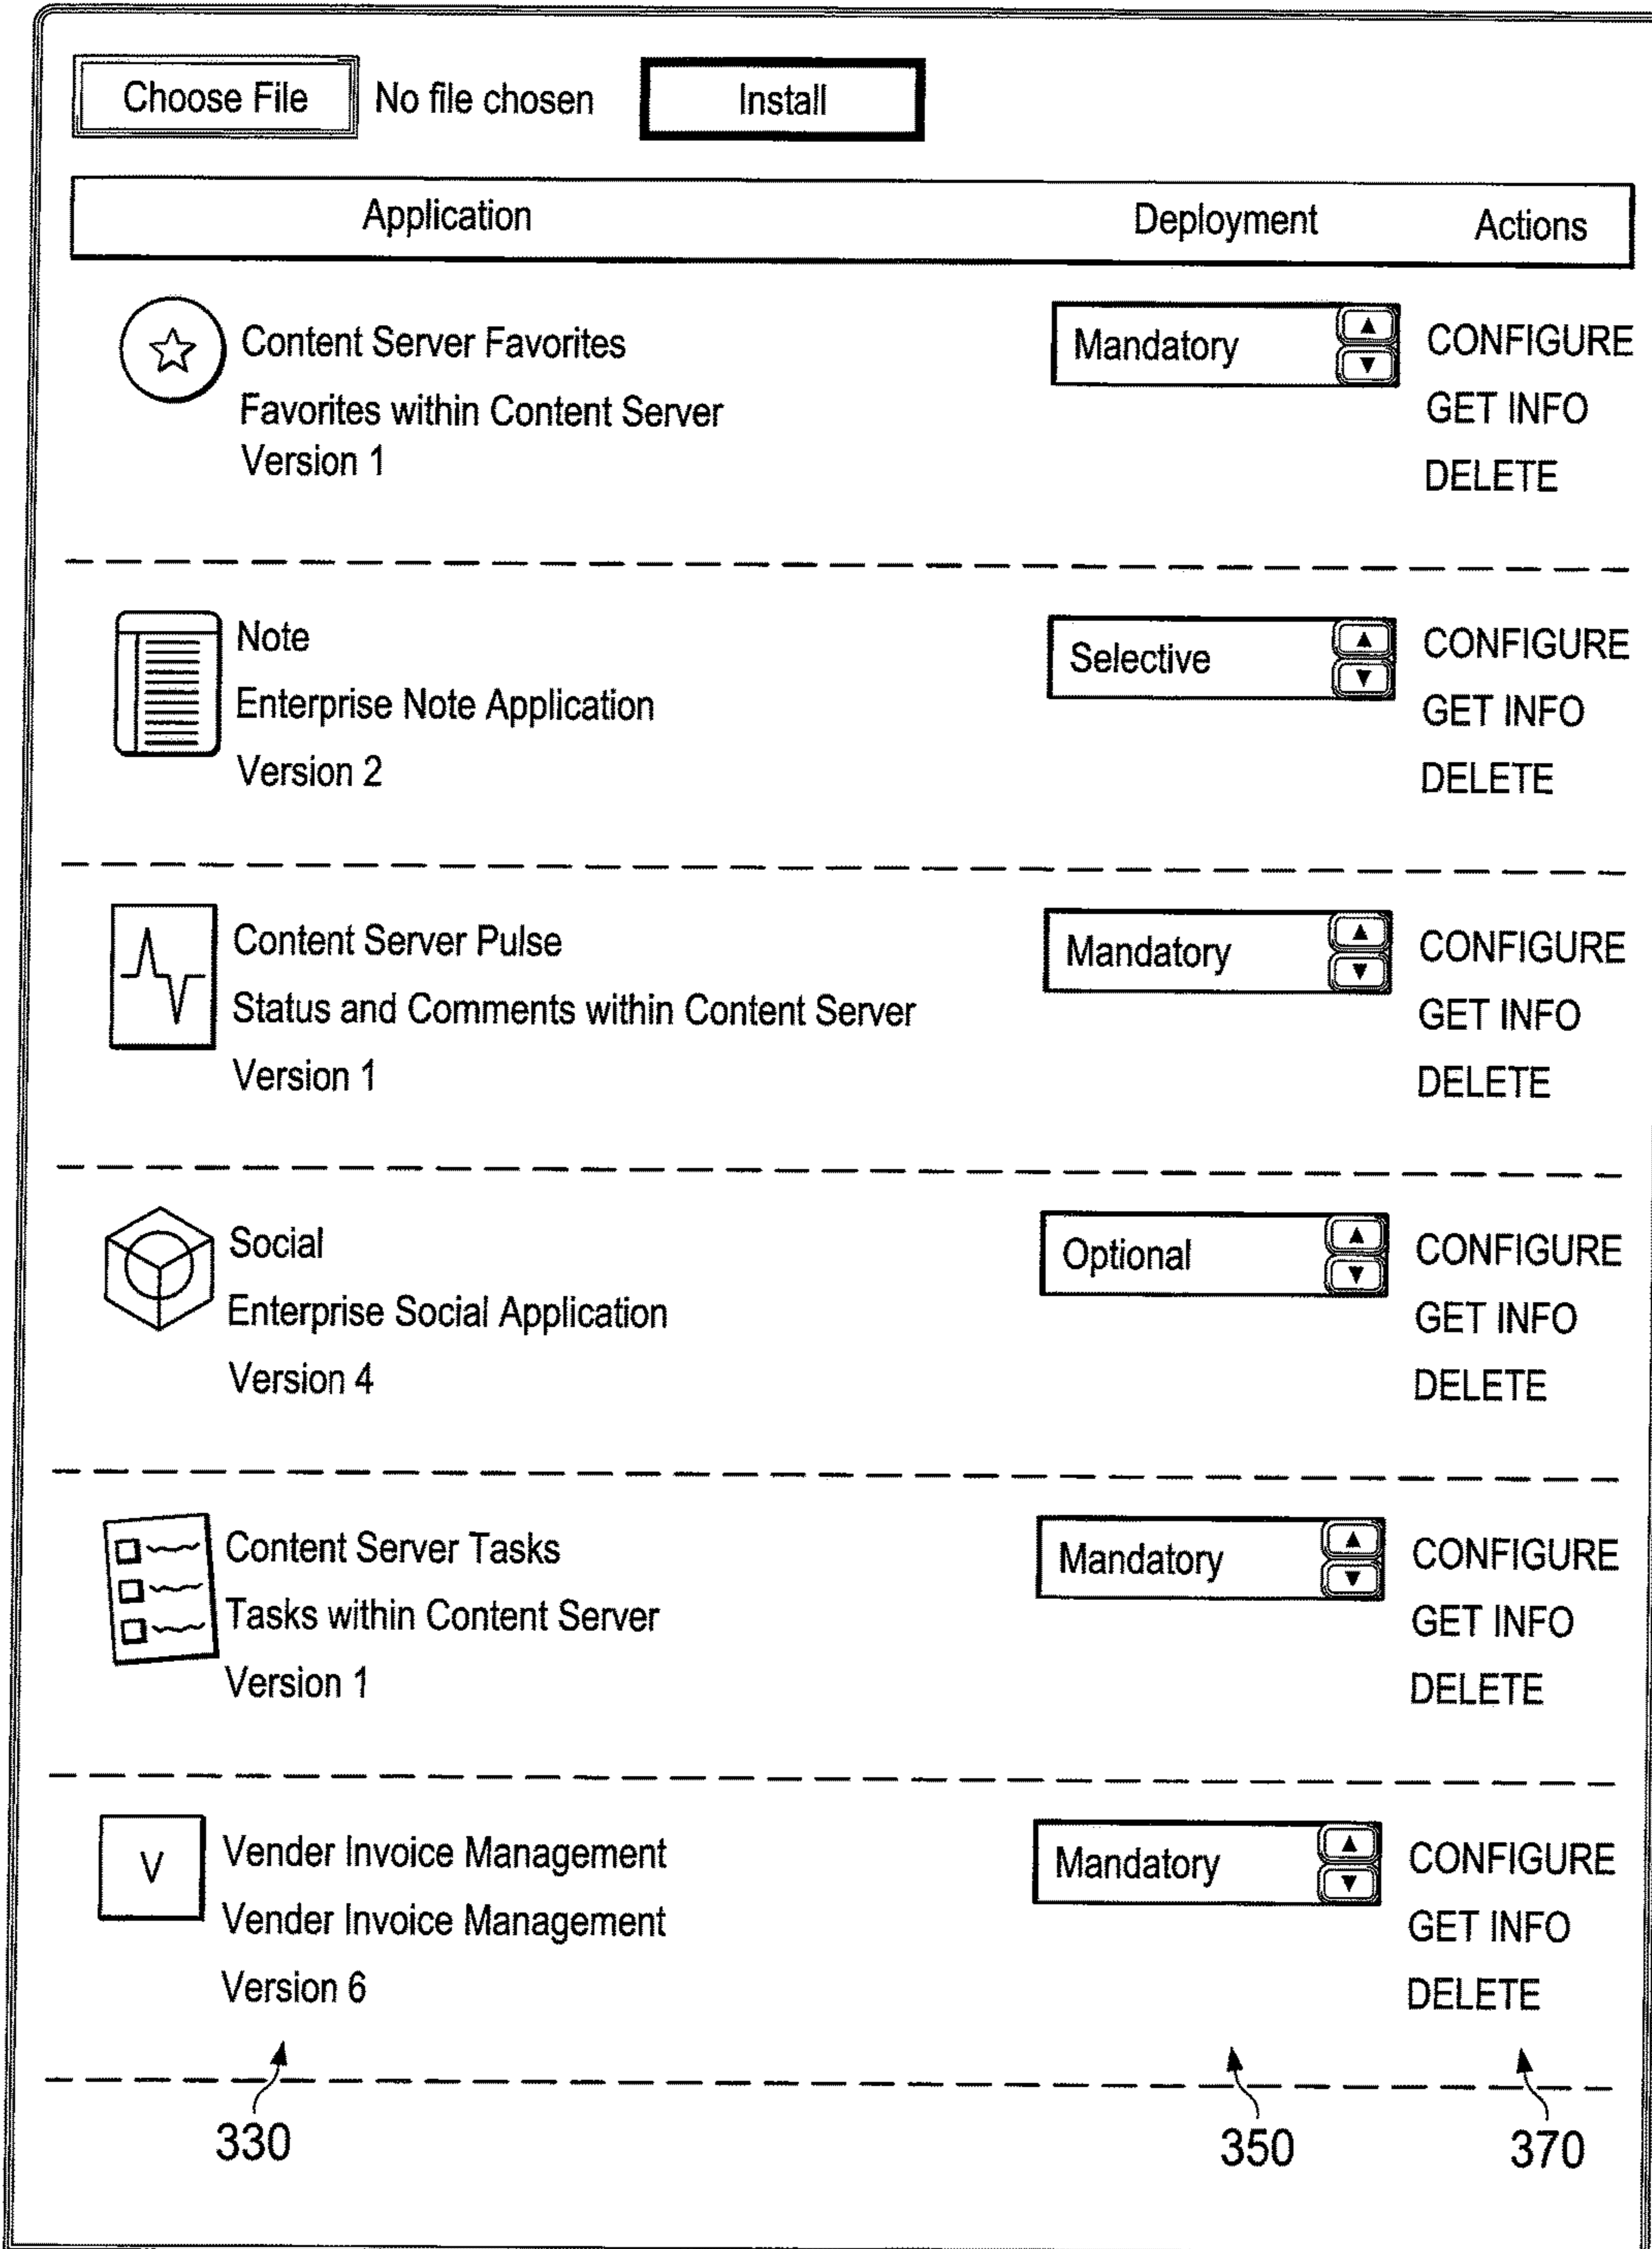 Choose File No file chosen Install
Application Deployment Actions
Content Server Favorites Mandatory CONFIGURE
Favorites within Content Server GET INFO
Version 1 DELETE
Note Selective CONFIGURE
Enterprise Note Application GET INFO
Version 2 DELETE
Content Server Pulse Mandatory CONFIGURE
Status and Comments within Content Server GET INFO
Version 1 DELETE
Social Optional CONFIGURE
Enterprise Social Application GET INFO
Version 4 DELETE
Content Server Tasks Mandatory CONFIGURE
Tasks within Content Server GET INFO
Version 1 DELETE
V Vender Invoice Management Mandatory CONFIGURE
Vender Invoice Management GET INFO
Version 6 DELETE
330 350 370